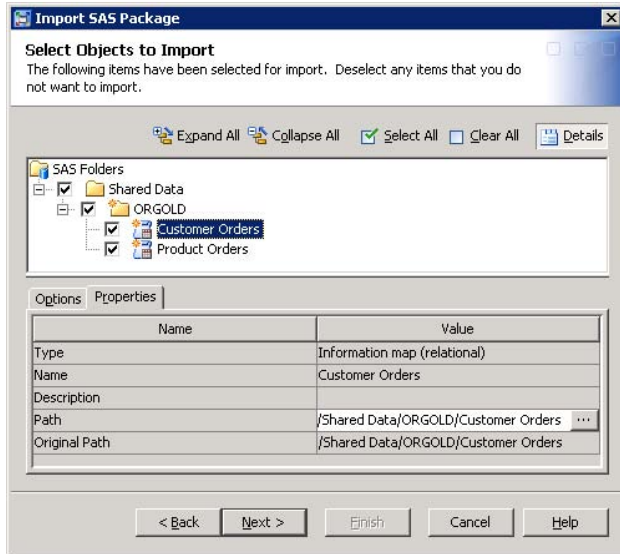 Import SAS Package
Select Objects to Import
The following items have been selected for import. Deselect any items that you do
not want to import.
Expand All Collapse All Select All Clear All Details
SAS Folders
Shared Data
ORGOLD
Customer Orders
Product Orders
Options Properties
Name Value
Type Information map (relational)
Name Customer Orders
Description
Path /Shared Data/ORGOLD/Customer Orders ...
Original Path /Shared Data/ORGOLD/Customer Orders
< Back Next > Finish Cancel Help